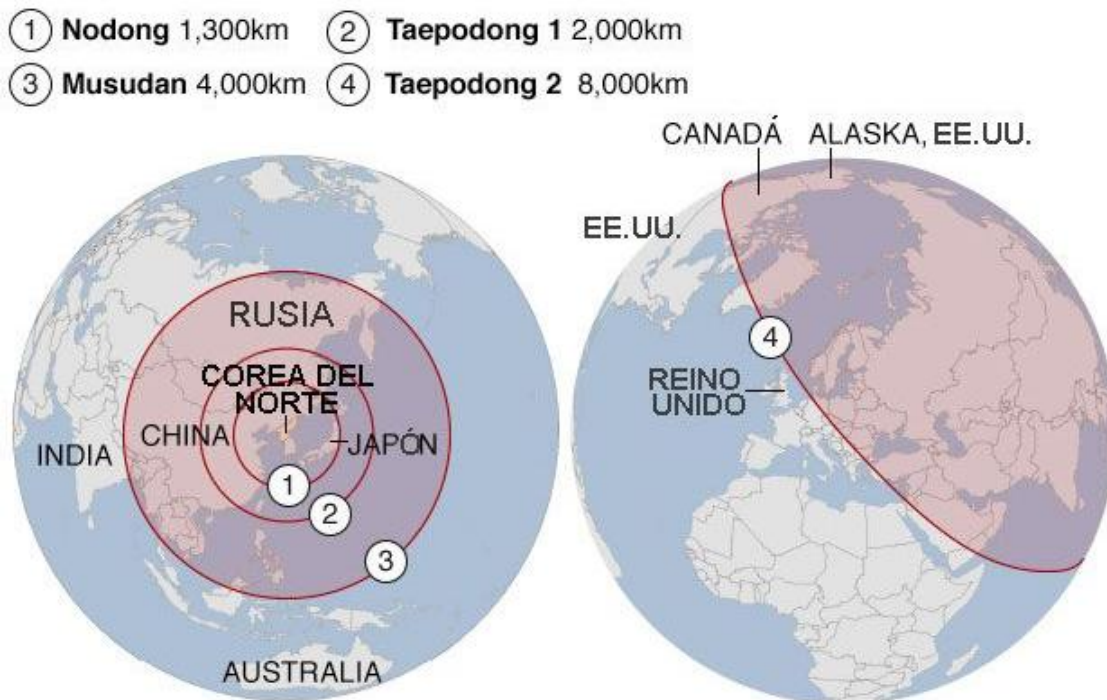 1 Nodong 1,300km 2 Taepodong 1 2,000km
3 Musudan 4,000km 4 Taepodong 2 8,000km
CANADÁ ALASKA, EE.UU.
EE.UU.
RUSIA
COREA DEL
NORTE
CHINA
JAPÓN
INDIA
1
2
3
AUSTRALIA
4
REINO
UNIDO